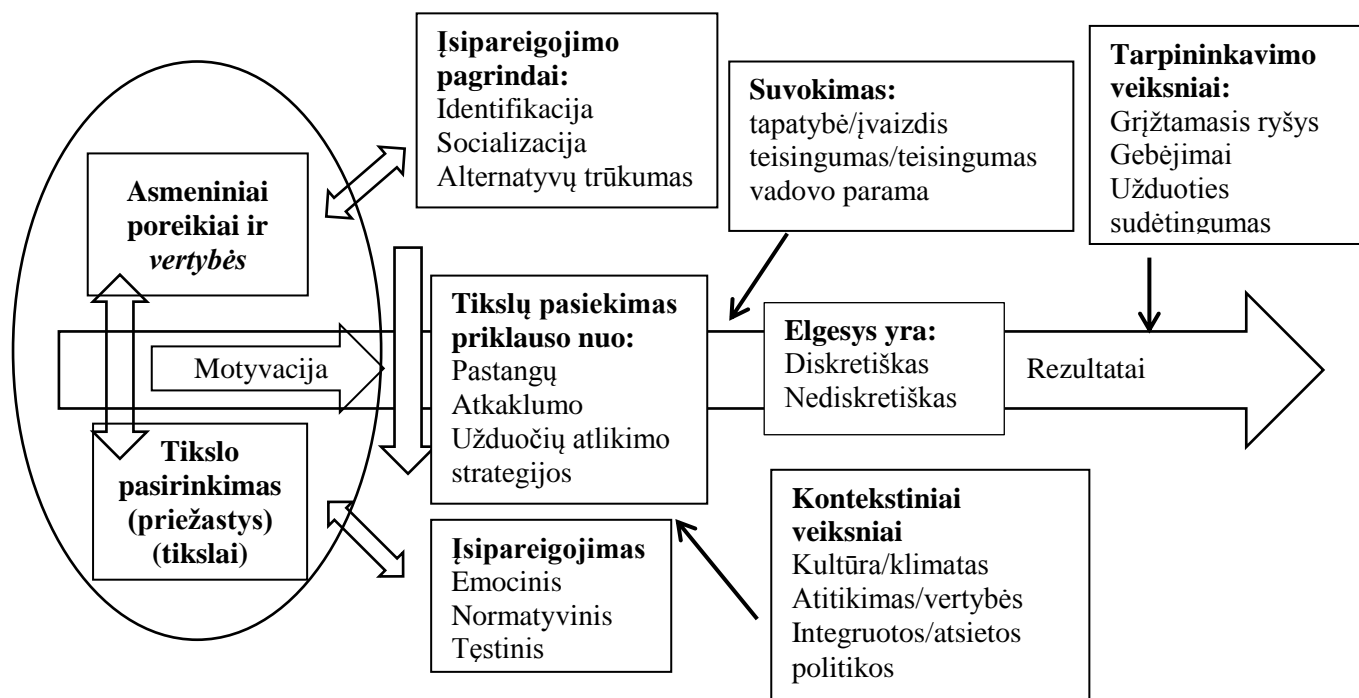 Įsipareigojimo
pagrindai:
Identifikacija
Socializacija
Alternatyvų trūkumas
Suvokimas:
tapatybė/įvaizdis
teisingumas/teisingumas
vadovo parama
Tarpininkavimo
veiksniai:
Grįžtamasis ryšys
Gebėjimai
Užduoties
sudėtingumas
Asmeniniai
poreikiai ir
vertybės
Motyvacija
Tikslų pasiekimas
priklauso nuo:
Pastangų
Atkaklumo
Užduočių atlikimo
strategijos
Elgesys yra:
Diskretiškas
Nediskretiškas
Rezultatai
Tikslo
pasirinkimas
(priežastys)
(tikslai)
Įsipareigojimas
Emocinis
Normatyvinis
Tęstinis
Kontekstiniai
veiksniai
Kultūra/klimatas
Atitikimas/vertybės
Integruotos/atsietos
politikos